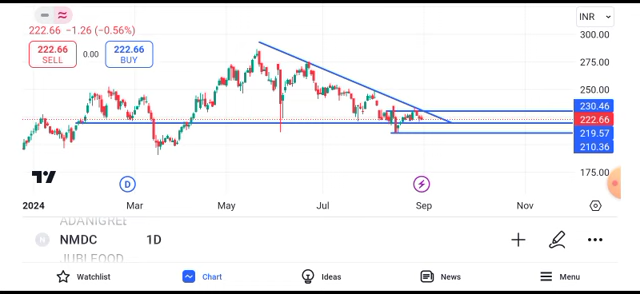 INR
300.00
222.66 −1.26 (−0.56%)
222.66
SELL
0.00
222.66
BUY
275.00
250.00
230.46
222.66
219.57
210.36
175.00
D
2024 Mar May Jul Sep Nov
ADANIGREE
N NMDC 1D
JUBLFOOD
Watchlist Chart Ideas News Menu